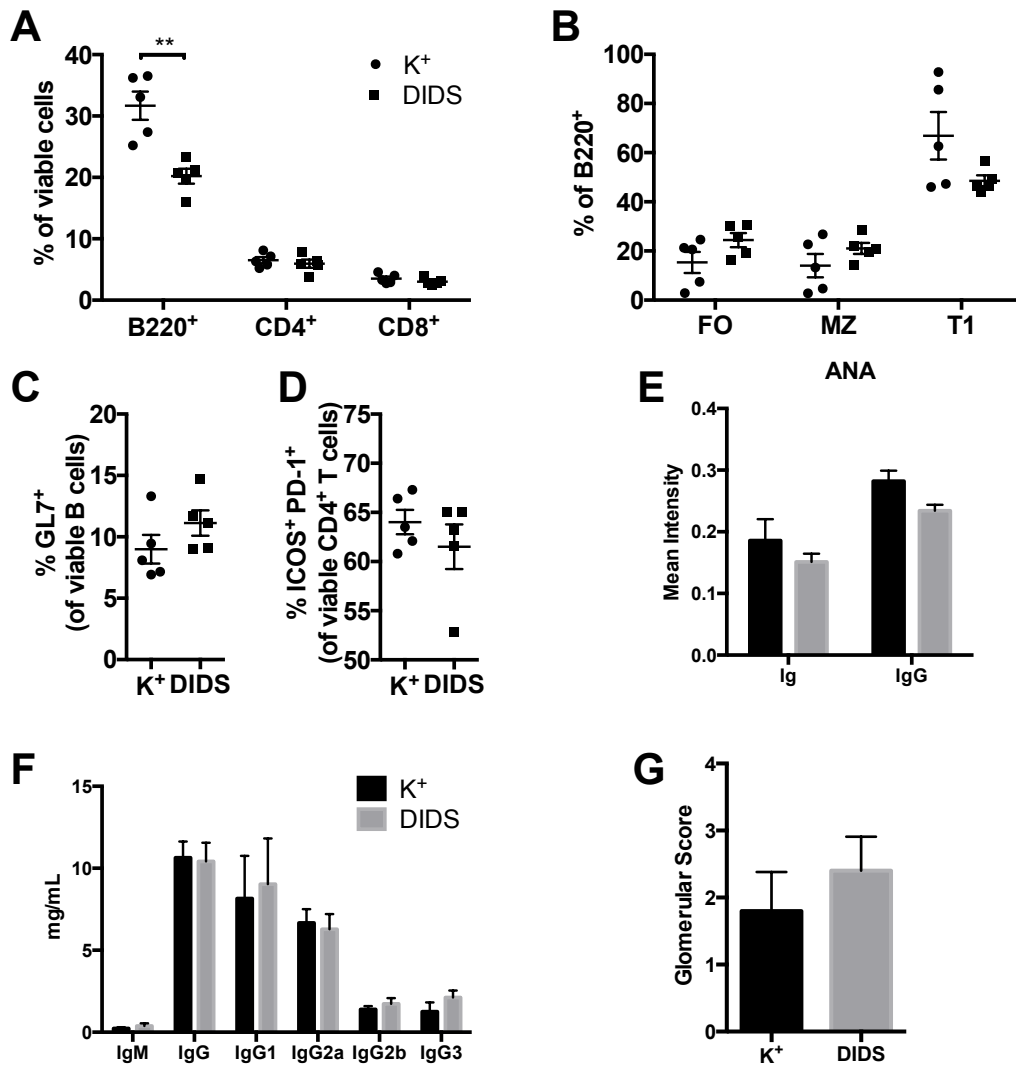 A
**
% of viable cells
40
30
20
10
0
K⁺
DIDS
B220⁺ CD4⁺ CD8⁺
B
% of B220⁺
100
80
60
40
20
0
FO MZ T1
C
% GL7⁺
(of viable B cells)
20
15
10
5
0
K⁺ DIDS
D
% ICOS⁺ PD-1⁺
(of viable CD4⁺ T cells)
75
70
65
60
55
50
K⁺ DIDS
E
ANA
Mean Intensity
0.4
0.3
0.2
0.1
0.0
Ig IgG
F
mg/mL
15
10
5
0
K⁺
DIDS
IgM IgG IgG1 IgG2a IgG2b IgG3
G
Glomerular Score
4
3
2
1
0
K⁺ DIDS